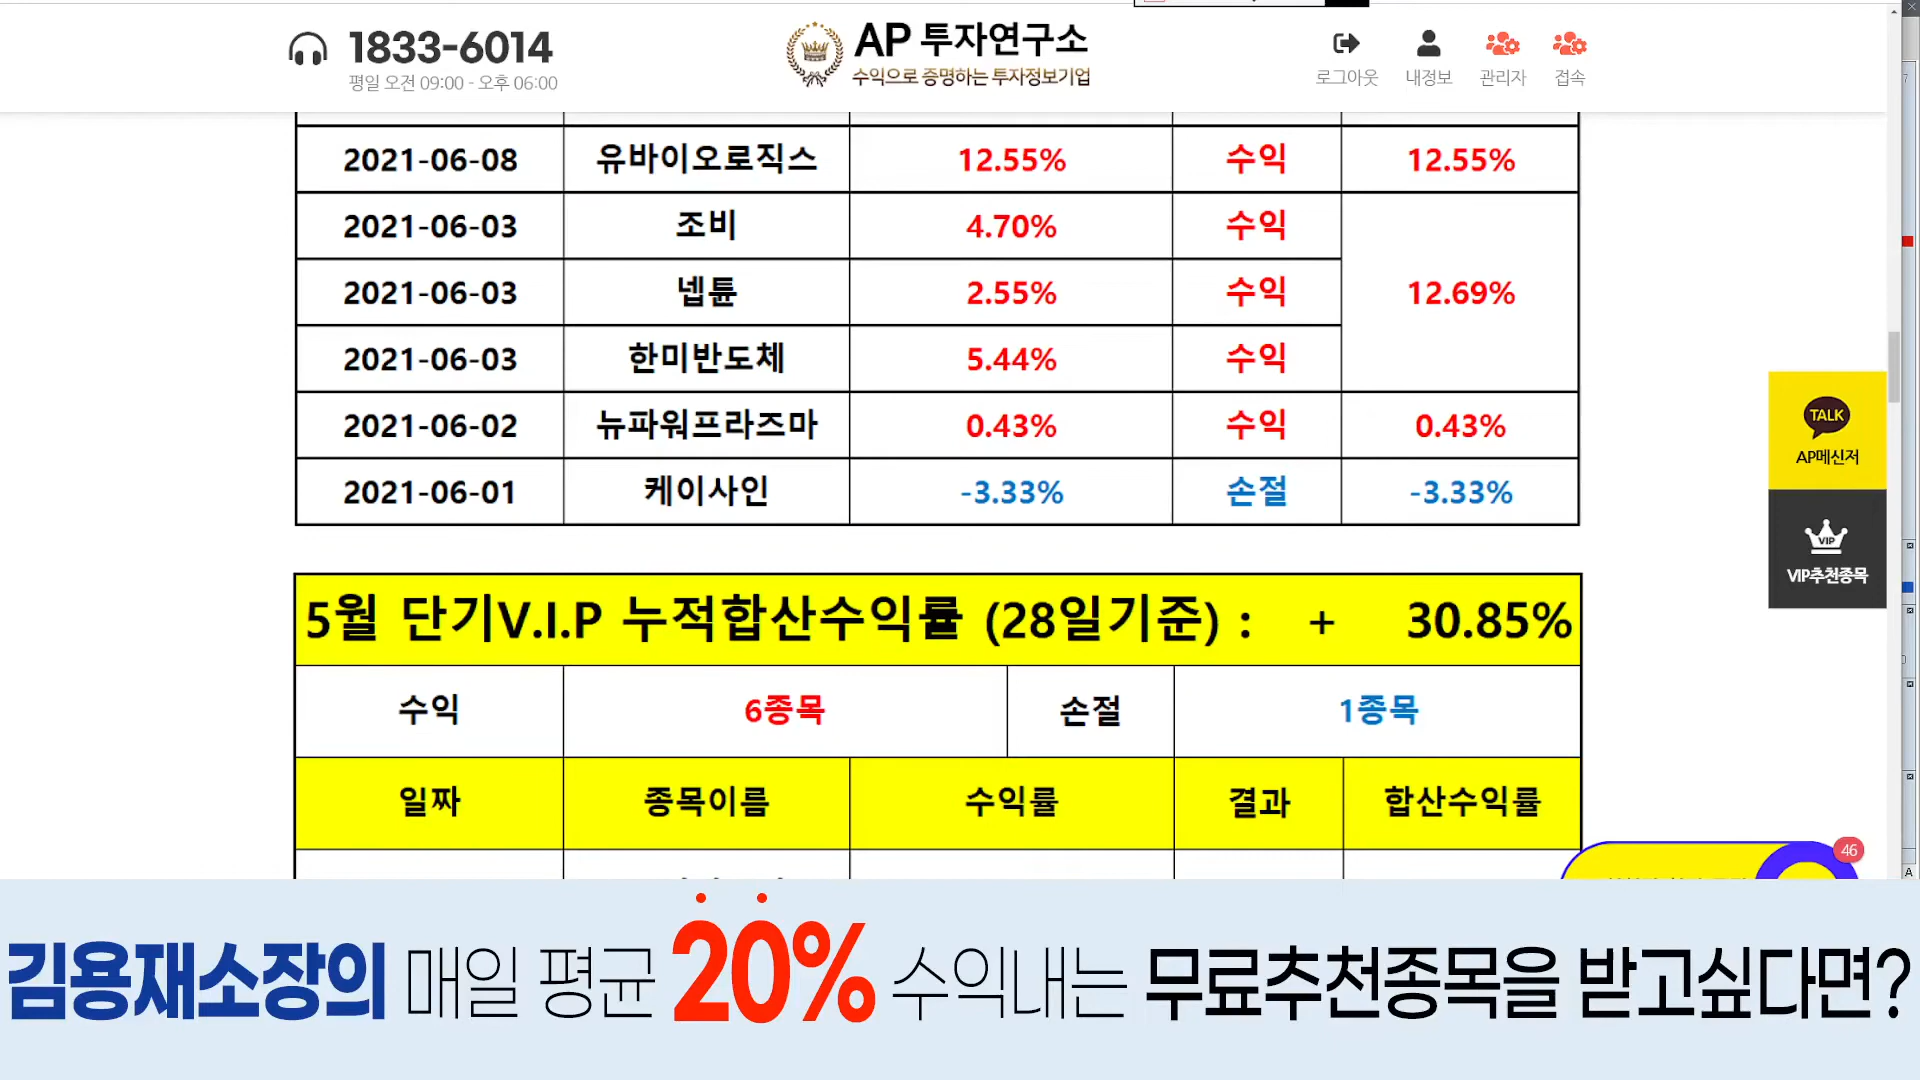 1833-6014
평일 오전 09:00 - 오후 06:00
AP 투자연구소
수익으로 증명하는 투자정보기업
로그아웃 내정보 관리자 접속
2021-06-08 유바이오로직스 12.55% 수익 12.55%
2021-06-03 조비 4.70% 수익
2021-06-03 넵튠 2.55% 수익 12.69%
2021-06-03 한미반도체 5.44% 수익
2021-06-02 뉴파워프라즈마 0.43% 수익 0.43%
2021-06-01 케이사인 -3.33% 손절 -3.33%
TALK
AP메신저
VIP
VIP추천종목
5월 단기V.I.P 누적합산수익률 (28일기준) : + 30.85%
수익 6종목 손절 1종목
일짜 종목이름 수익률 결과 합산수익률
46
김용재소장의 매일 평균 20% 수익내는 무료추천종목을 받고싶다면?